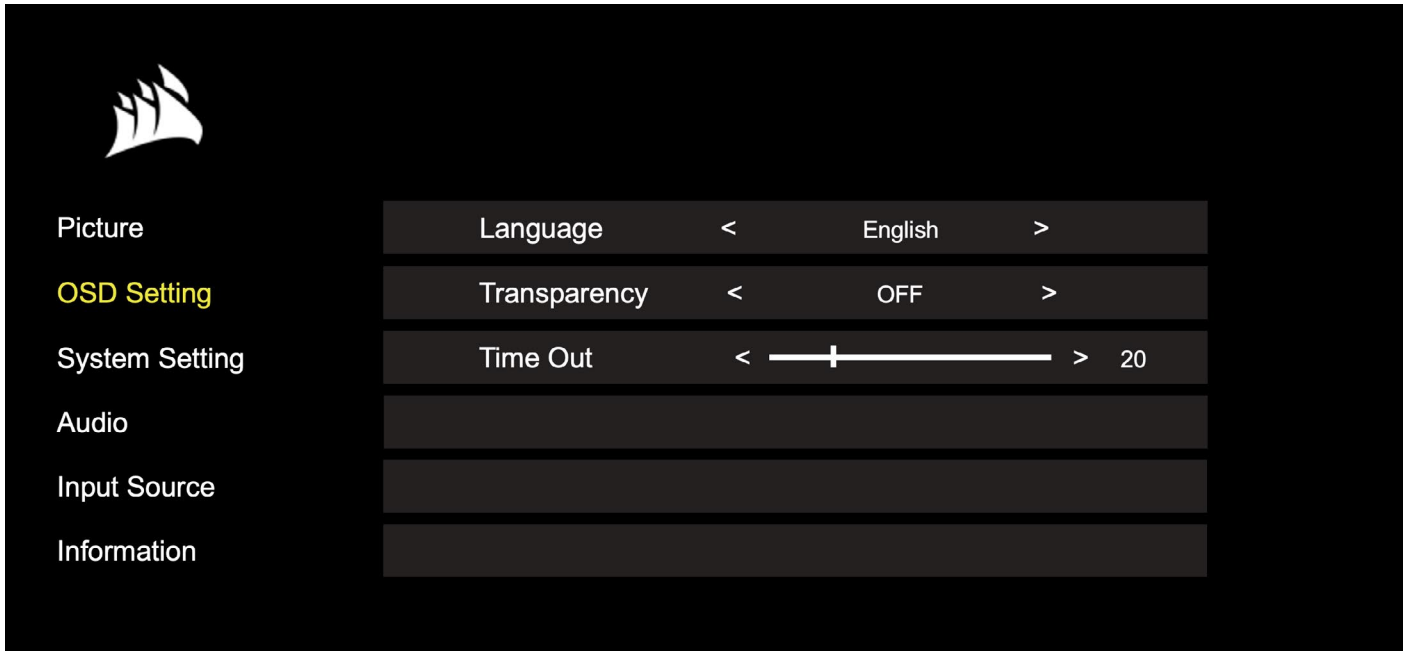 Picture Language < English >
OSD Setting Transparency < OFF >
System Setting Time Out < > 20
Audio
Input Source
Information